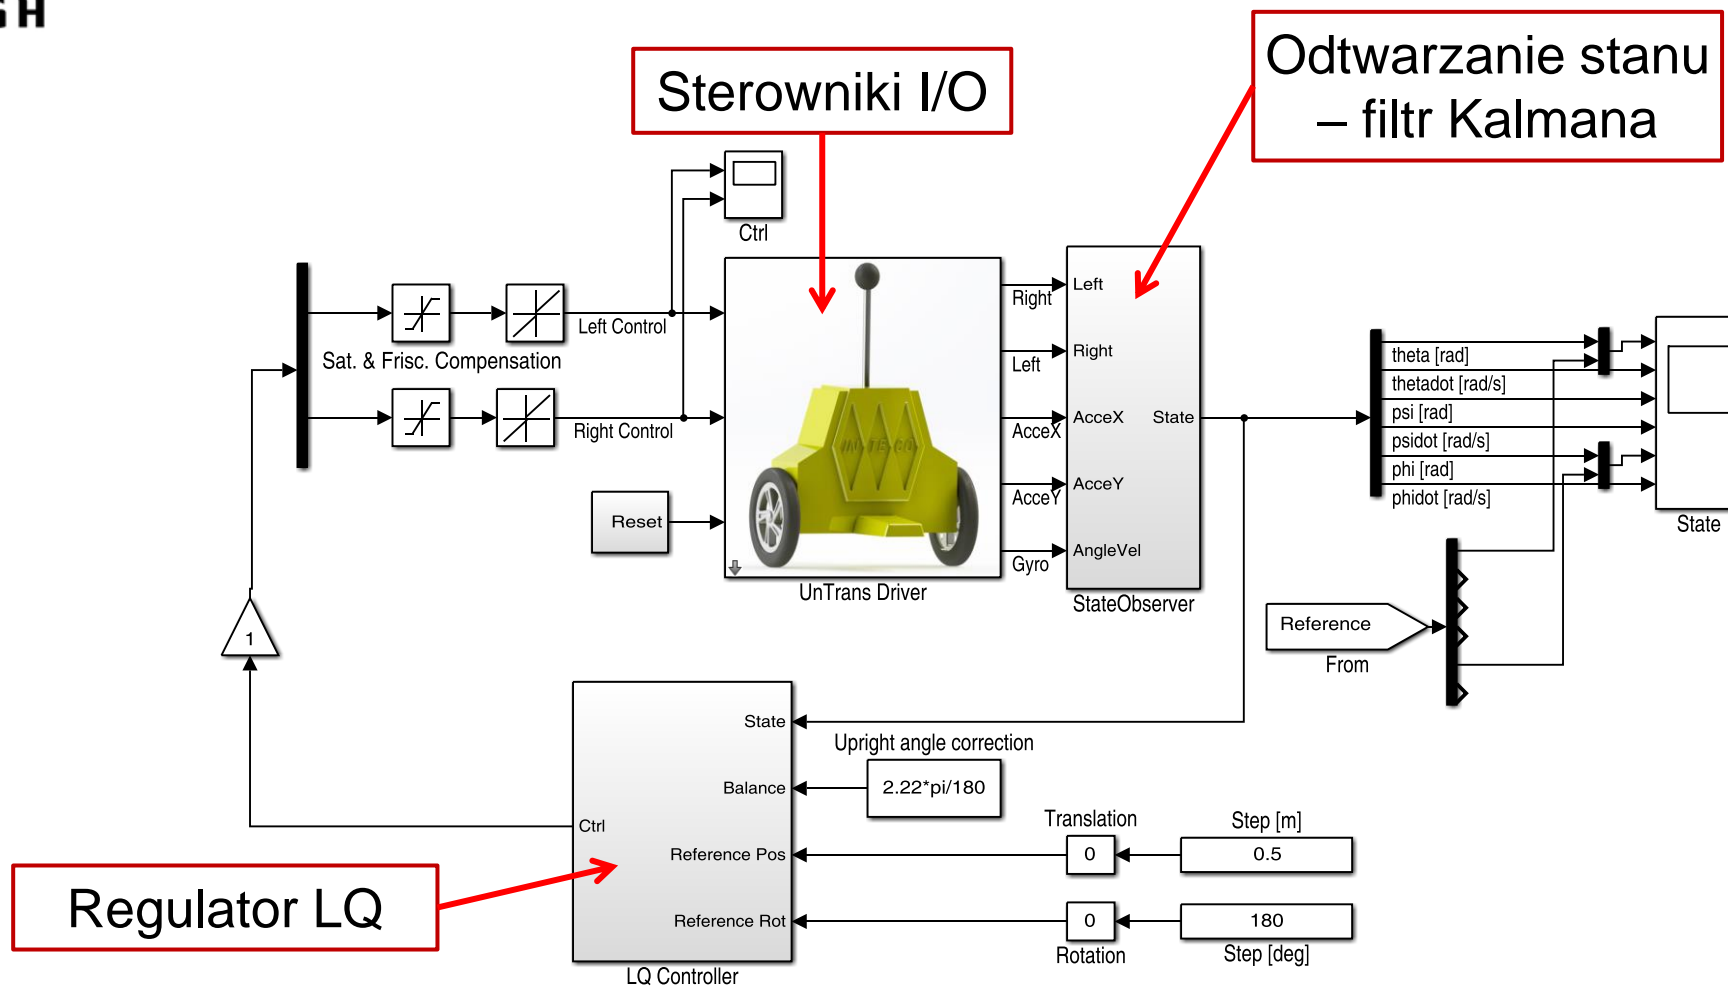 GH
Sterowniki I/O
Odtwarzanie stanu
– filtr Kalmana
Ctrl
Left Control
Sat. & Frisc. Compensation
Right Control
Reset
UnTrans Driver
Right
Left
AcceX
AcceY
Gyro
Left
Right
AcceX
AcceY
AngleVel
State
StateObserver
theta [rad]
thetadot [rad/s]
psi [rad]
psidot [rad/s]
phi [rad]
phidot [rad/s]
State
Reference
From
1
State
Balance
Reference Pos
Reference Rot
Ctrl
LQ Controller
Upright angle correction
2.22*pi/180
Translation
0
Step [m]
0.5
0
Rotation
180
Step [deg]
Regulator LQ